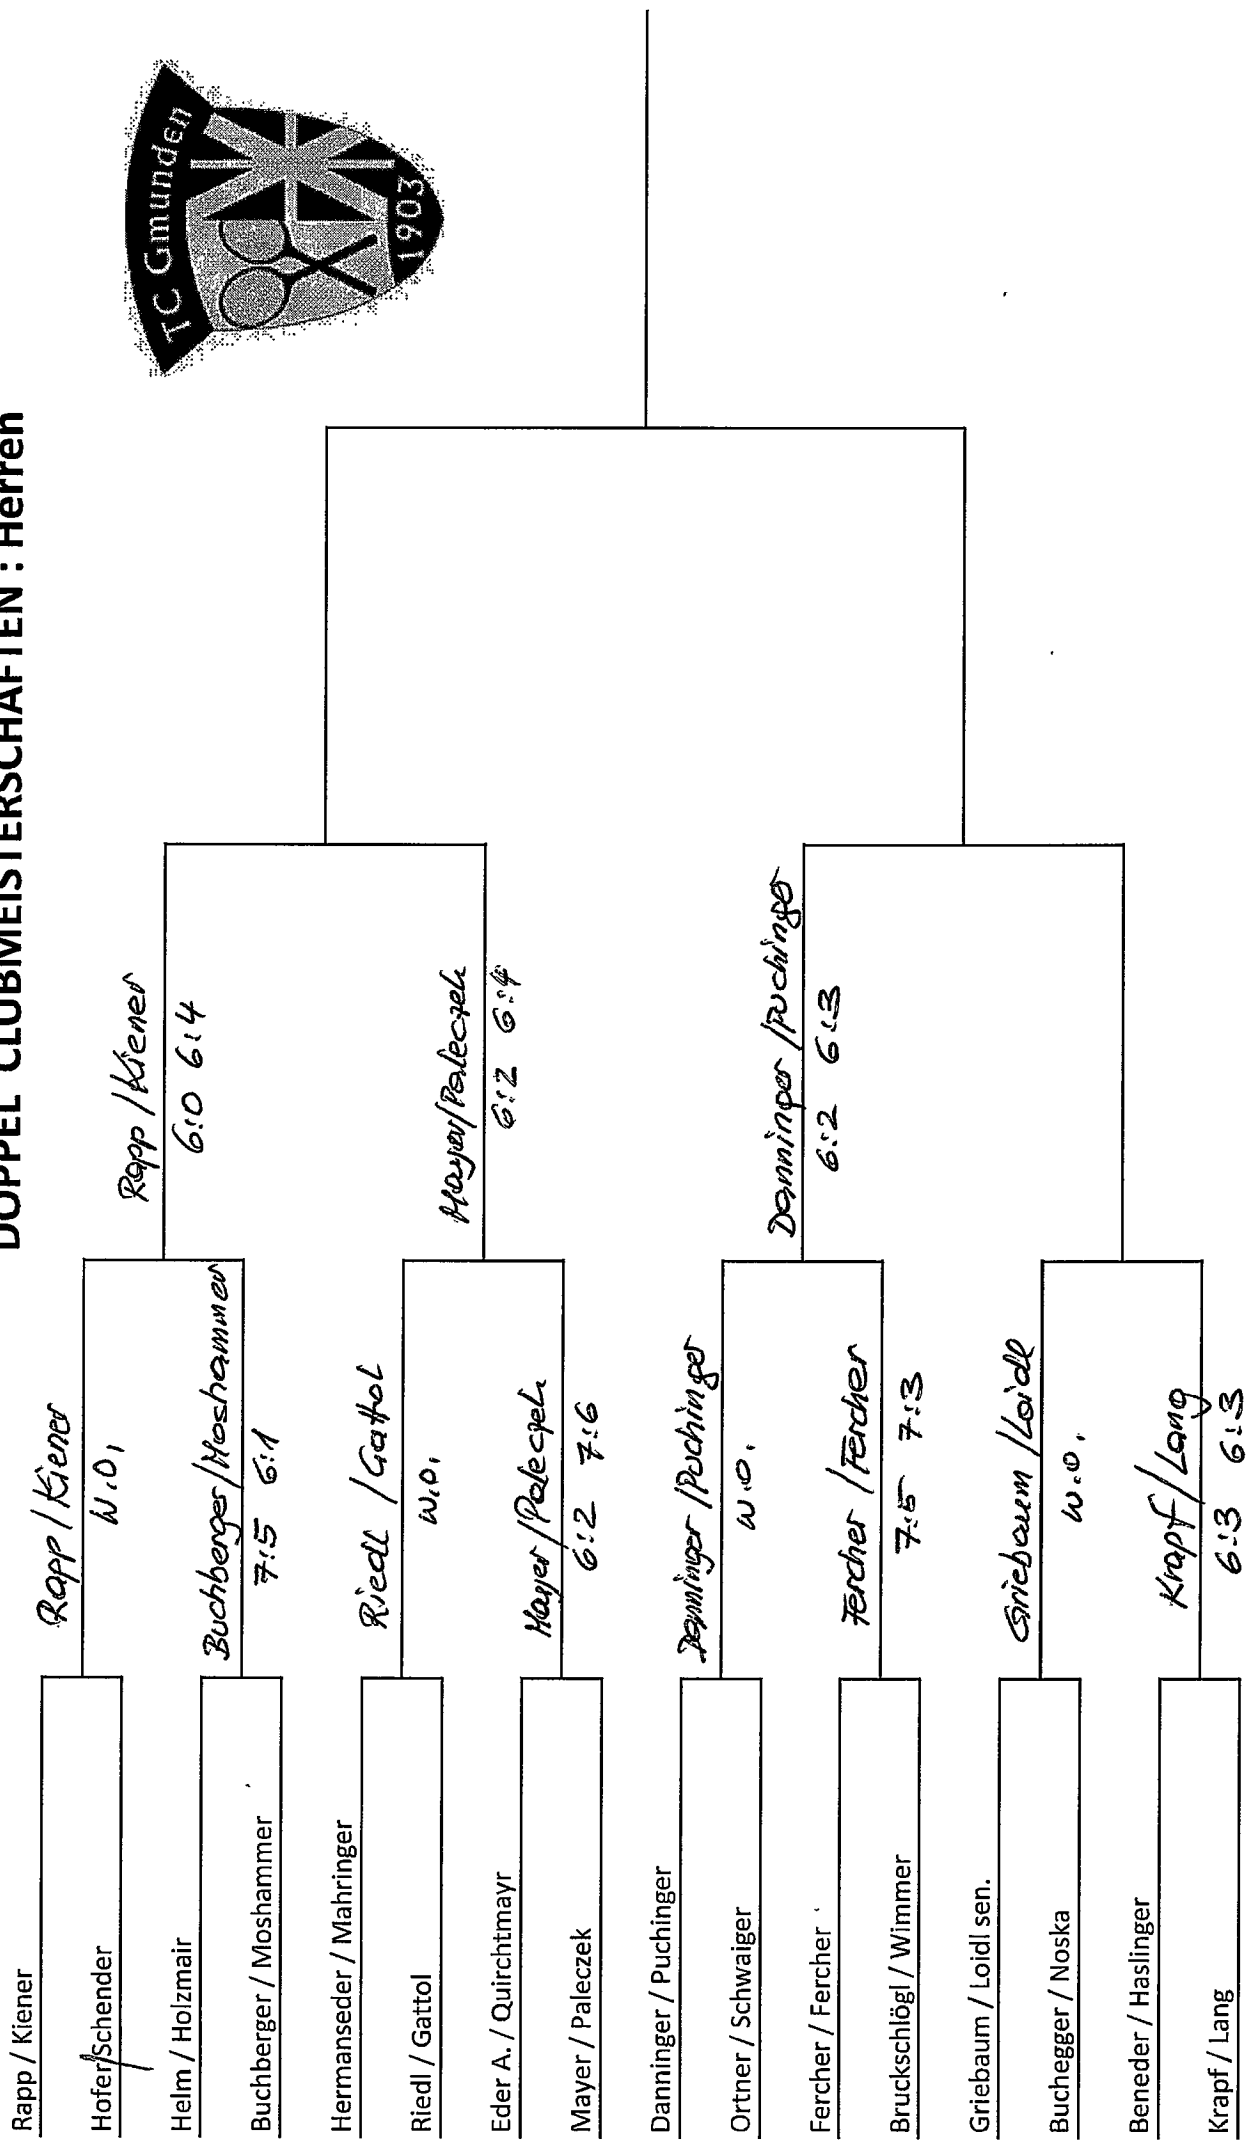 DOPPEL CLUBMEISTERSCHAFTEN : Herren
TC Gmunden
1903
Rapp / Kiener
Hofer/Schender
Helm / Holzmair
Buchberger / Moshammer
Hermanseder / Mahringer
Riedl / Gattol
Eder A. / Quirchtmayr
Mayer / Paleczek
Danninger / Puchinger
Ortner / Schwaiger
Fercher / Fercher
Bruckschlögl / Wimmer
Griebaum / Loidl sen.
Buchegger / Noska
Beneder / Haslinger
Krapf / Lang
Rapp / Kiener
W.O.
Buchberger / Moshammer
7:5 6:1
Riedl / Gattol
W.O.
Mayer / Paleczek
6:2 7:6
Danninger / Puchinger
W.O.
Fercher / Fercher
7:5 7:3
Griebaum / Loidl
W.O.
Krapf / Lang
6:3 6:3
Rapp / Kiener
6:0 6:4
Mayer / Paleczek
6:2 6:4
Danninger / Puchinger
6:2 6:3